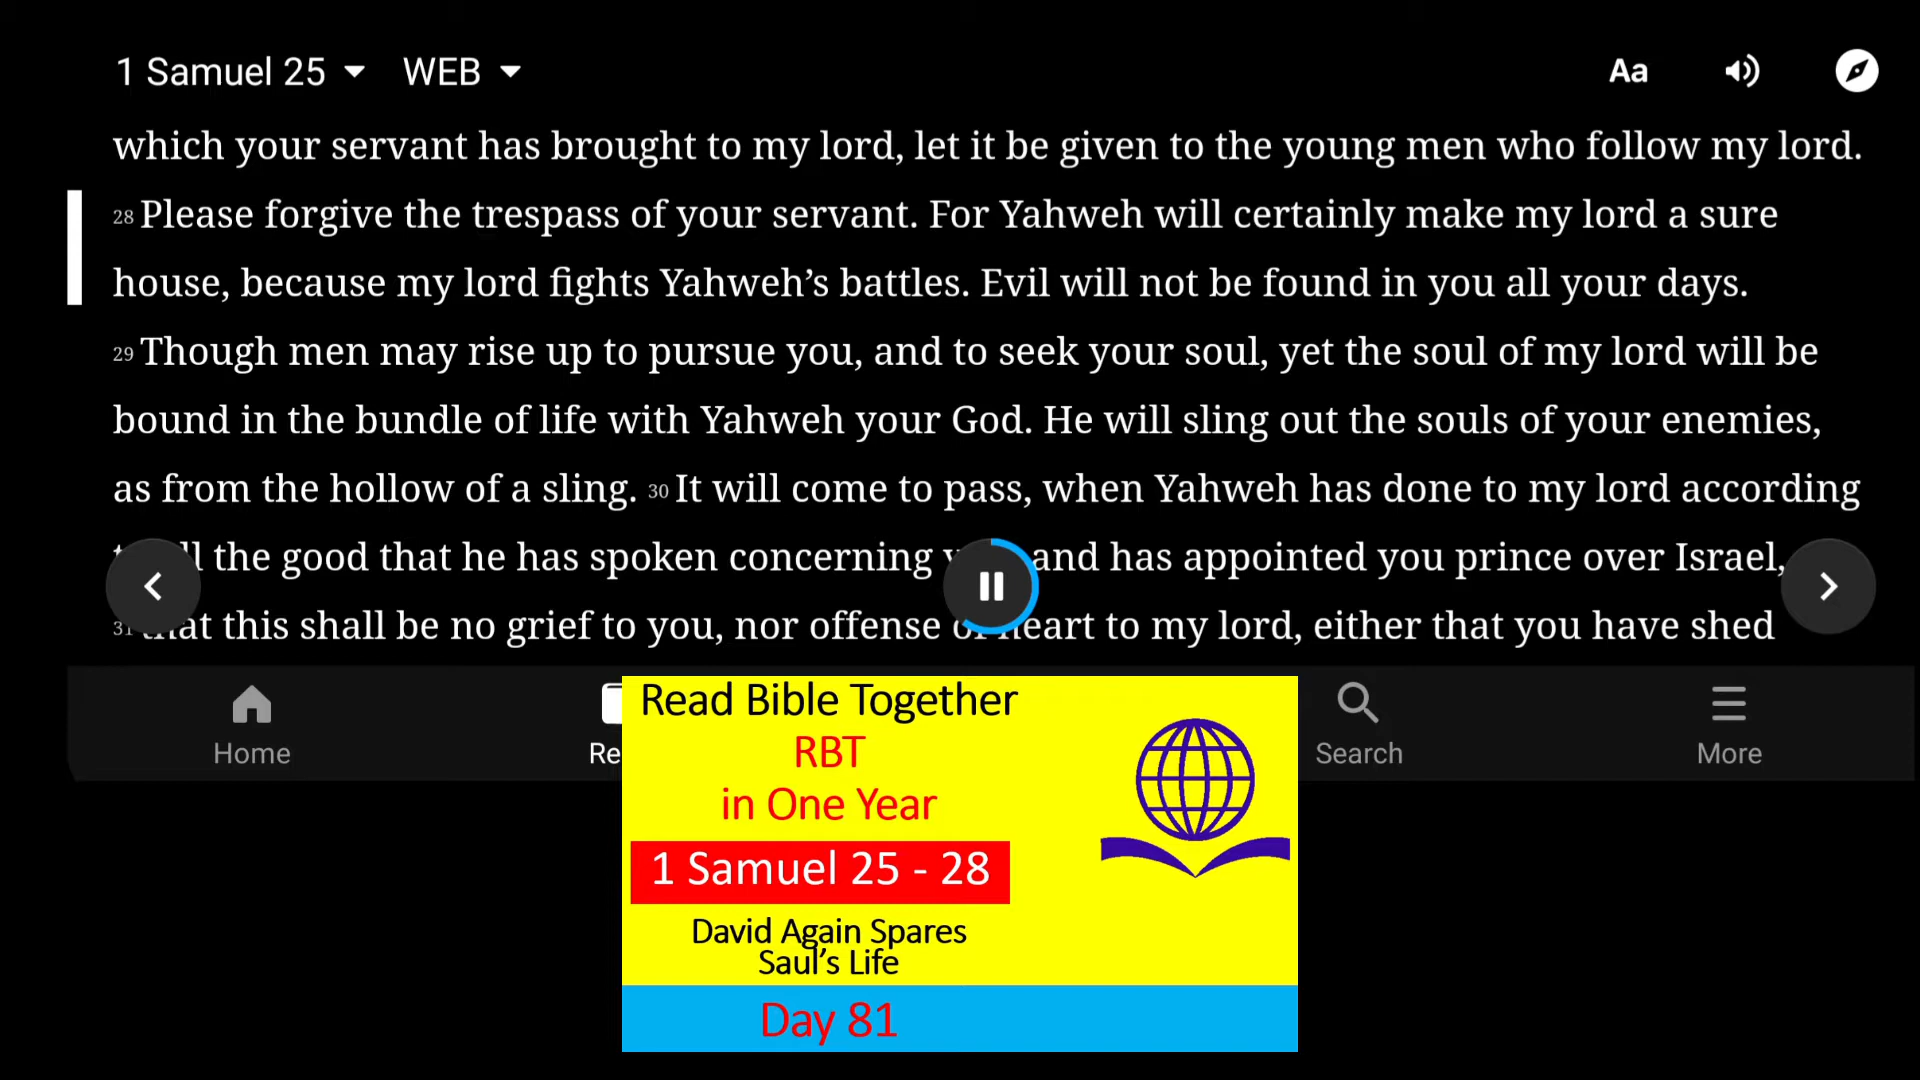 1 Samuel 25 WEB Aa
which your servant has brought to my lord, let it be given to the young men who follow my lord.
28 Please forgive the trespass of your servant. For Yahweh will certainly make my lord a sure
house, because my lord fights Yahweh’s battles. Evil will not be found in you all your days.
29 Though men may rise up to pursue you, and to seek your soul, yet the soul of my lord will be
bound in the bundle of life with Yahweh your God. He will sling out the souls of your enemies,
as from the hollow of a sling. 30 It will come to pass, when Yahweh has done to my lord according
the good that he has spoken concerning and has appointed you prince over Israel,
31 that this shall be no grief to you, nor offense of heart to my lord, either that you have shed
Home
Search
More
Read Bible Together
RBT
in One Year
1 Samuel 25 - 28
David Again Spares
Saul’s Life
Day 81